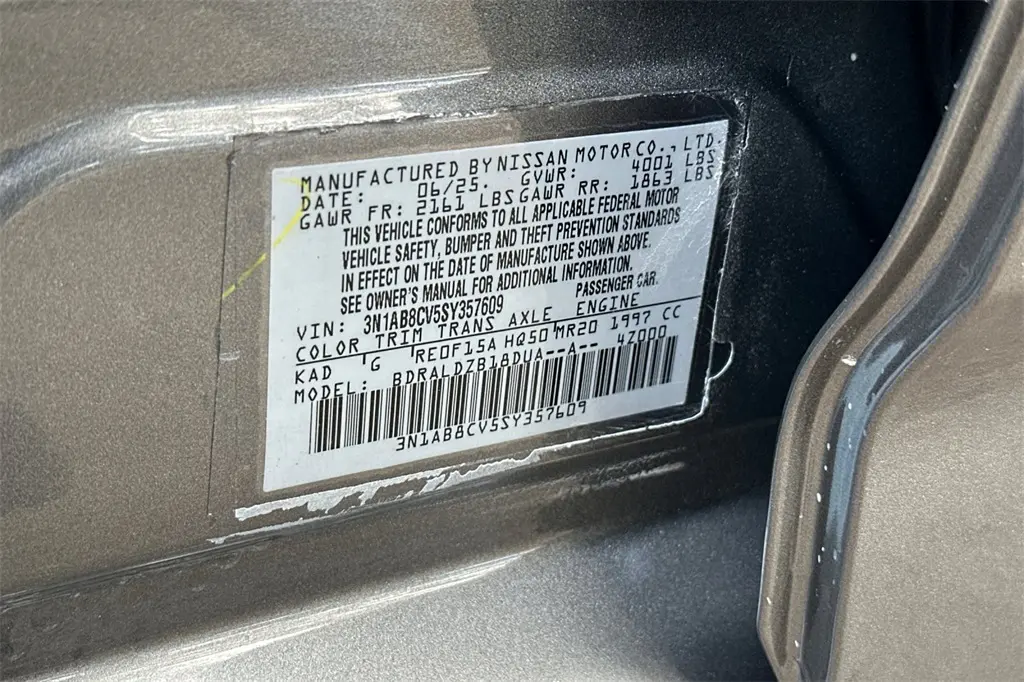 MANUFACTURED BY NISSAN MOTOR CO., LTD.
DATE: 06/25. GVWR: 4001 LBS
GAWR FR: 2161 LBS GAWR RR: 1863 LBS
THIS VEHICLE CONFORMS TO ALL APPLICABLE FEDERAL MOTOR
VEHICLE SAFETY, BUMPER AND THEFT PREVENTION STANDARDS
IN EFFECT ON THE DATE OF MANUFACTURE SHOWN ABOVE.
SEE OWNER'S MANUAL FOR ADDITIONAL INFORMATION.
VIN: 3N1AB8CV5SY357609 PASSENGER CAR.
COLOR TRIM TRANS AXLE ENGINE
KAD G RE0F15A HQ50 MR20 1997 CC
MODEL: BDRALDZB18DUA--A-- 4Z000
3N1AB8CV5SY357609